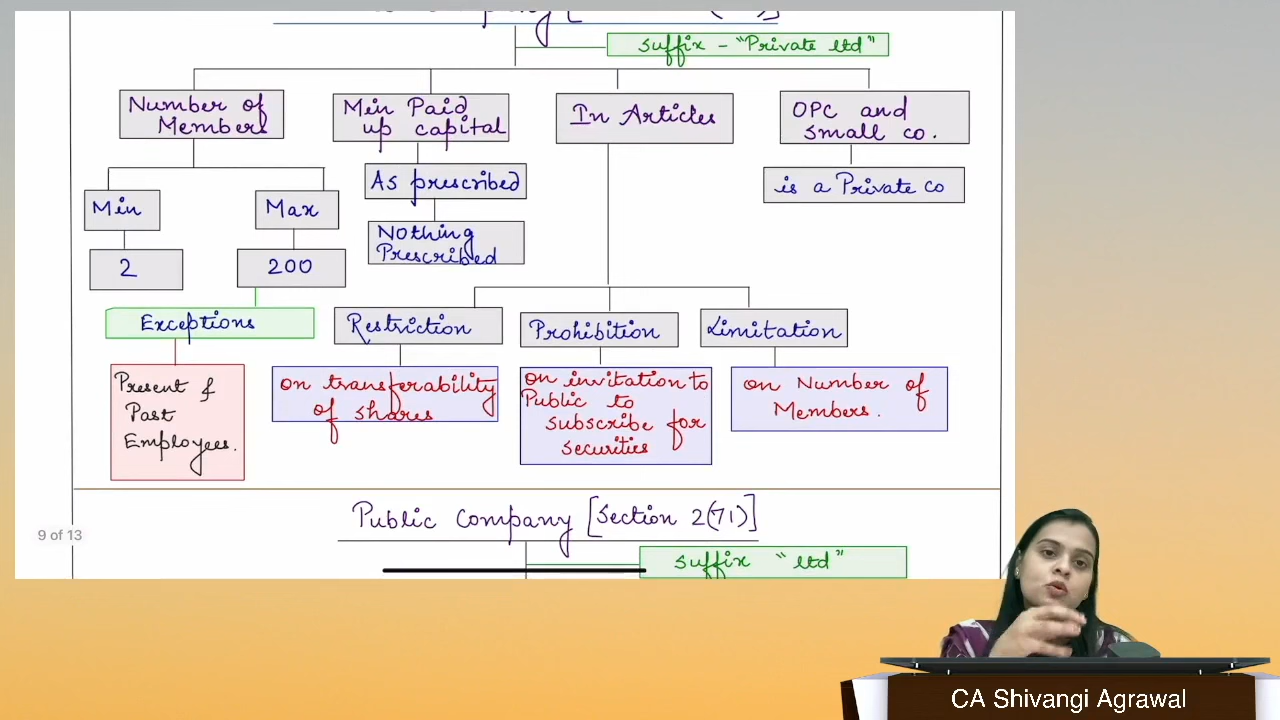 suffix - "Private ltd"
Number of
Members
Min Paid
up capital
In Articles
OPC and
small co.
As prescribed
is a Private co
Min
Max
Nothing
Prescribed
2
200
Exceptions
Restriction
Prohibition
Limitation
Present &
Past
Employees.
on transferability
of shares
on invitation to
Public to
subscribe for
securities
on Number of
Members.
Public Company [Section 2(71)]
9 of 13
suffix "ltd"
CA Shivangi Agrawal